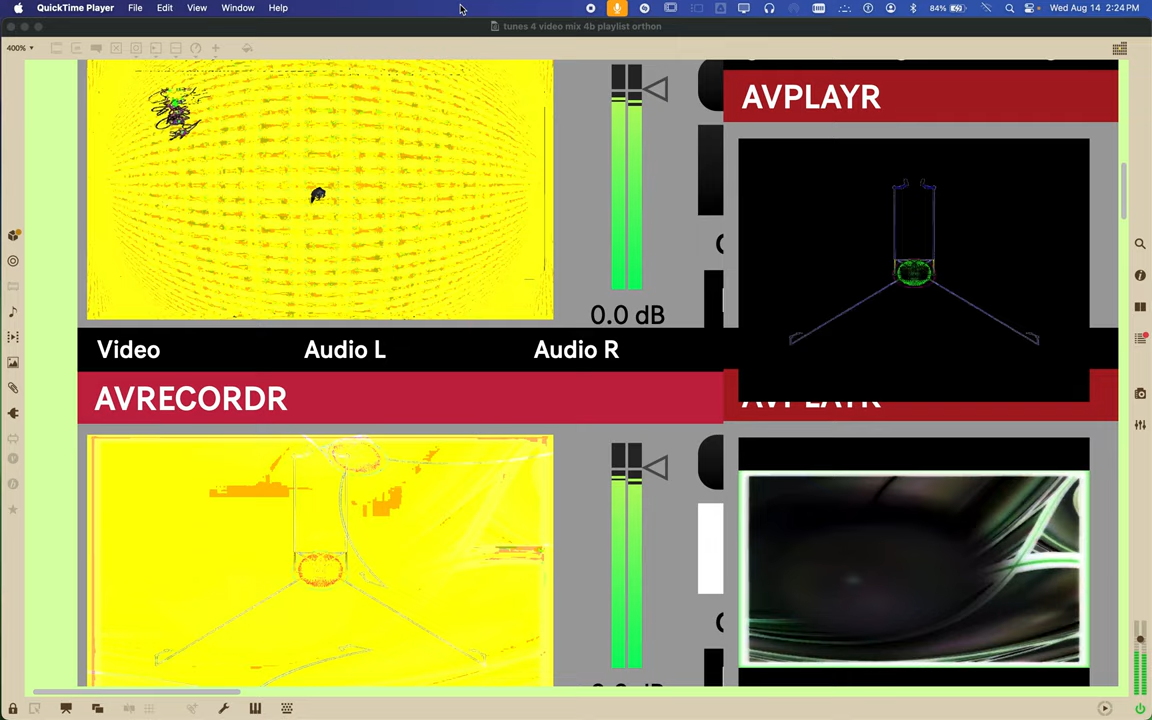 QuickTime Player File Edit View Window Help 84% Wed Aug 14 2:24 PM
tunes 4 video mix 4b playlist orthon
400%
AVPLAYR
0.0 dB
Video Audio L Audio R
AVRECORDR